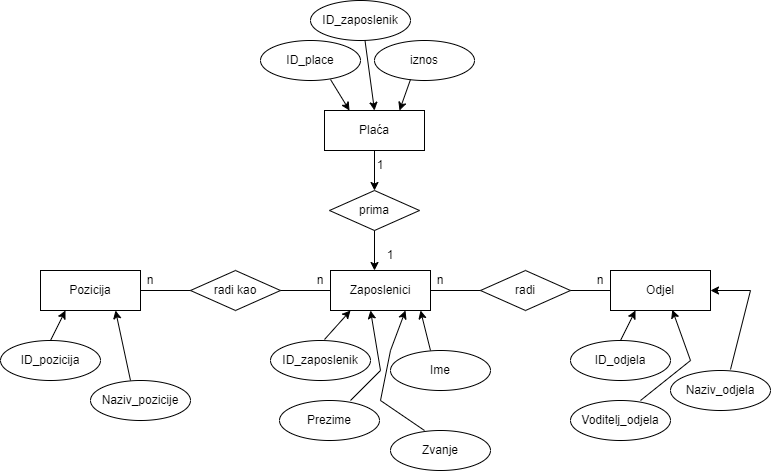 ID_zaposlenik
ID_place
iznos
Plaća
1
prima
1
Pozicija
n
radi kao
n
Zaposlenici
n
radi
n
Odjel
ID_pozicija
Naziv_pozicije
ID_zaposlenik
Ime
Prezime
Zvanje
ID_odjela
Naziv_odjela
Voditelj_odjela